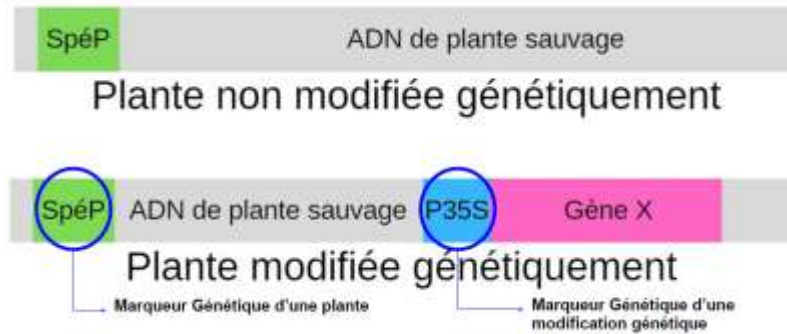 SpéP ADN de plante sauvage
Plante non modifiée génétiquement
SpéP ADN de plante sauvage P35S Gène X
Plante modifiée génétiquement
Marqueur Génétique d'une plante
Marqueur Génétique d'une
modification génétique